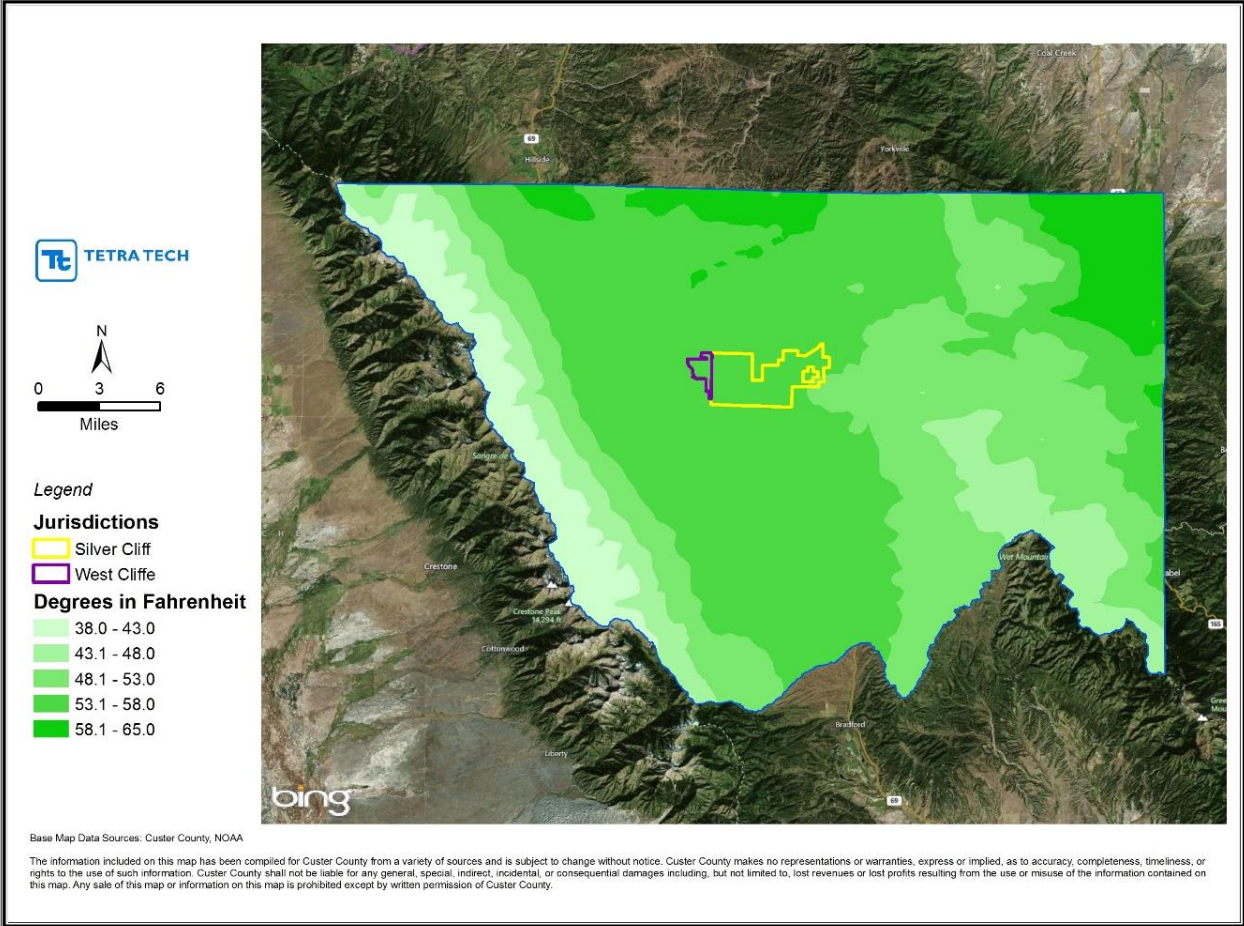 Coal Creek
69
Hillside
Yorkville
Tt TETRA TECH
N
0 3 6
Miles
Sangre de
Legend
Jurisdictions
Silver Cliff
West Cliffe
Degrees in Fahrenheit
38.0 - 43.0
43.1 - 48.0
48.1 - 53.0
53.1 - 58.0
58.1 - 65.0
Wet Mountain
Crestone
abel
Crestone Peak
14,294 ft
165
Cottonwood
Gree
Mou
Bradford
Liberty
69
bing
Base Map Data Sources: Custer County, NOAA
The information included on this map has been compiled for Custer County from a variety of sources and is subject to change without notice. Custer County makes no representations or warranties, express or implied, as to accuracy, completeness, timeliness, or
rights to the use of such information. Custer County shall not be liable for any general, special, indirect, incidental, or consequential damages including, but not limited to, lost revenues or lost profits resulting from the use or misuse of the information contained on
this map. Any sale of this map or information on this map is prohibited except by written permission of Custer County.